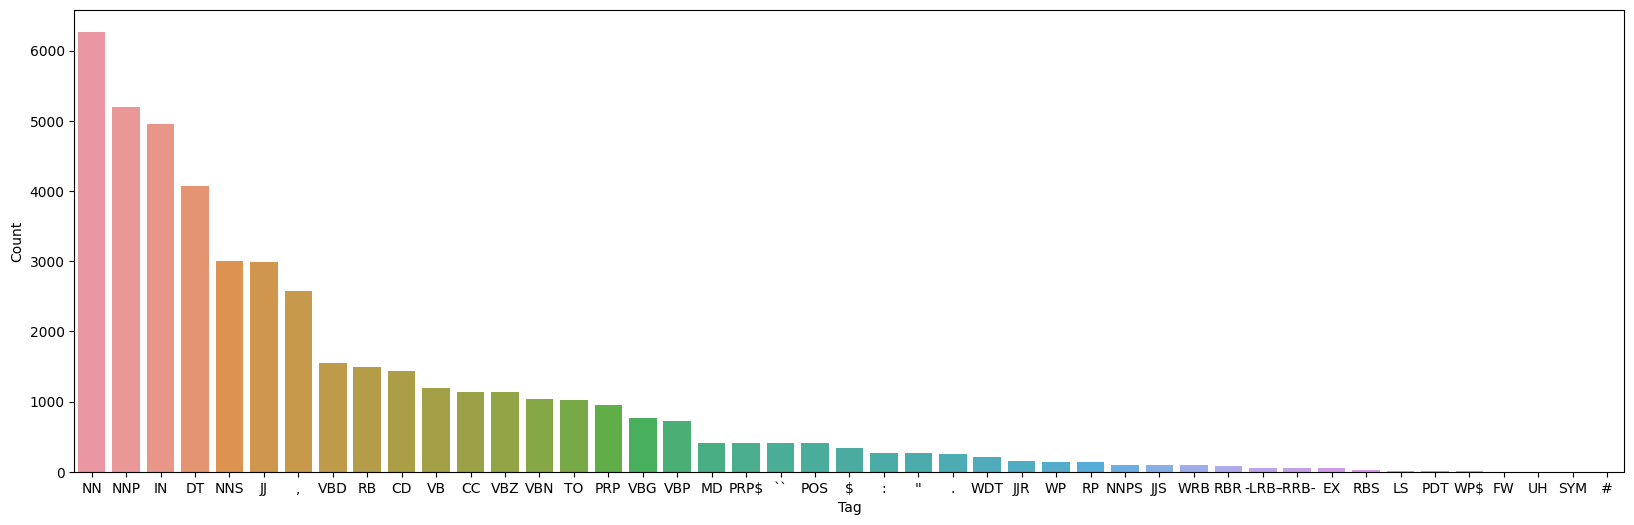 Count
6000
5000
4000
3000
2000
1000
0
NN NNP IN DT NNS JJ , VBD RB CD VB CC VBZ VBN TO PRP VBG VBP MD PRP$ `` POS $ : " . WDT JJR WP RP NNPS JJS WRB RBR -LRB- -RRB- EX RBS LS PDT WP$ FW UH SYM #
Tag